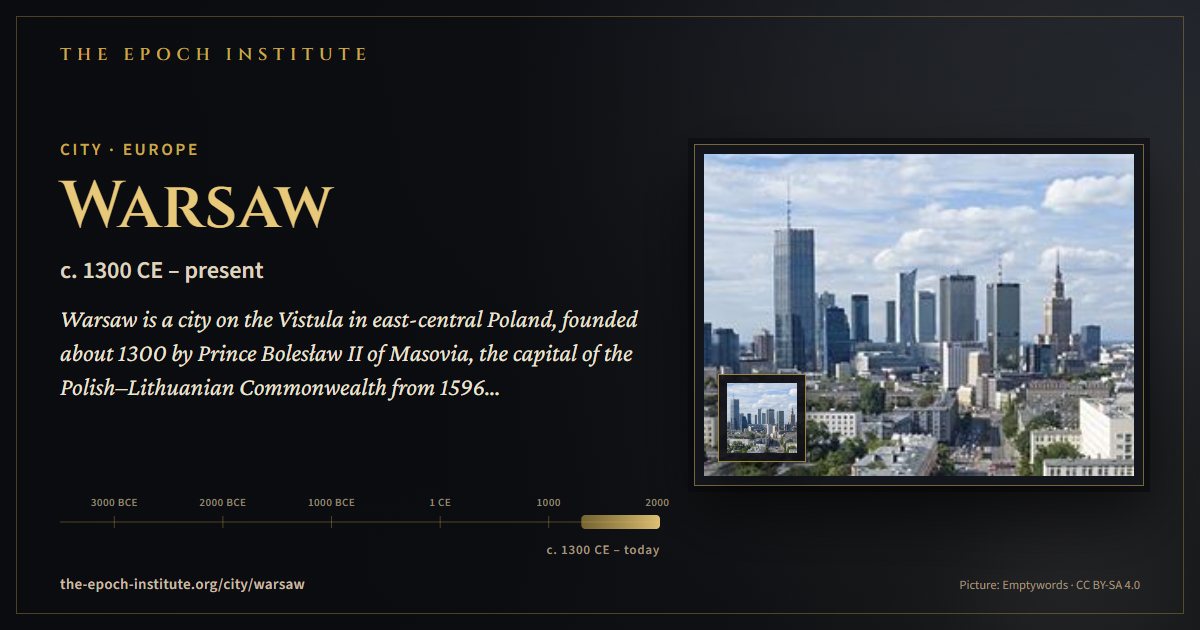 THE EPOCH INSTITUTE
CITY · EUROPE
WARSAW
c. 1300 CE – present
Warsaw is a city on the Vistula in east-central Poland, founded
about 1300 by Prince Bolesław II of Masovia, the capital of the
Polish–Lithuanian Commonwealth from 1596...
3000 BCE 2000 BCE 1000 BCE 1 CE 1000 2000
c. 1300 CE – today
the-epoch-institute.org/city/warsaw
Picture: Emptywords · CC BY-SA 4.0